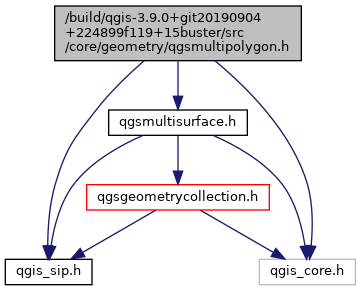 /build/qgis-3.9.0+git20190904
+224899f119+15buster/src
/core/geometry/qgsmultipolygon.h
qgsmultisurface.h
qgsgeometrycollection.h
qgis_sip.h
qgis_core.h